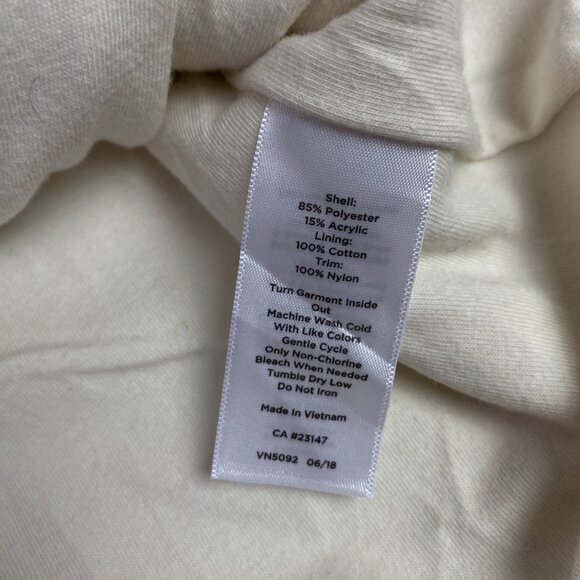 Shell:
85% Polyester
15% Acrylic
Lining:
100% Cotton
Trim:
100% Nylon
Turn Garment Inside
Out
Machine Wash Cold
With Like Colors
Gentle Cycle
Only Non-Chlorine
Bleach When Needed
Tumble Dry Low
Do Not Iron
Made In Vietnam
CA #23147
VN5092 06/18